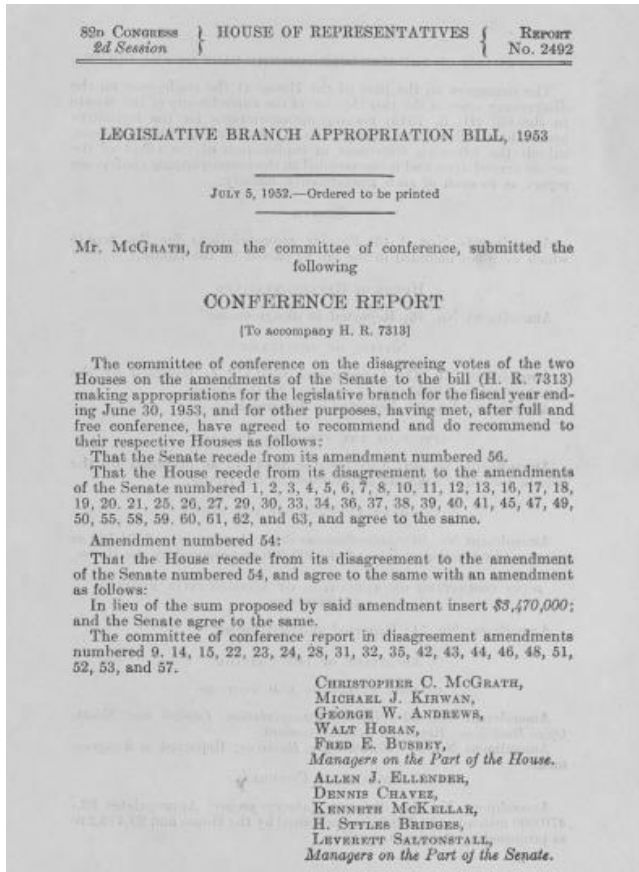 82D CONGRESS } HOUSE OF REPRESENTATIVES { REPORT
2d Session } { No. 2492
LEGISLATIVE BRANCH APPROPRIATION BILL, 1953
JULY 5, 1952.—Ordered to be printed
Mr. MCGRATH, from the committee of conference, submitted the
following
CONFERENCE REPORT
[To accompany H. R. 7313]
The committee of conference on the disagreeing votes of the two
Houses on the amendments of the Senate to the bill (H. R. 7313)
making appropriations for the legislative branch for the fiscal year end-
ing June 30, 1953, and for other purposes, having met, after full and
free conference, have agreed to recommend and do recommend to
their respective Houses as follows:
That the Senate recede from its amendment numbered 56.
That the House recede from its disagreement to the amendments
of the Senate numbered 1, 2, 3, 4, 5, 6, 7, 8, 10, 11, 12, 13, 16, 17, 18,
19, 20, 21, 25, 26, 27, 29, 30, 33, 34, 36, 37, 38, 39, 40, 41, 45, 47, 49,
50, 55, 58, 59, 60, 61, 62, and 63, and agree to the same.
Amendment numbered 54:
That the House recede from its disagreement to the amendment
of the Senate numbered 54, and agree to the same with an amendment
as follows:
In lieu of the sum proposed by said amendment insert $3,470,000;
and the Senate agree to the same.
The committee of conference report in disagreement amendments
numbered 9, 14, 15, 22, 23, 24, 28, 31, 32, 35, 42, 43, 44, 46, 48, 51,
52, 53, and 57.
CHRISTOPHER C. MCGRATH,
MICHAEL J. KIRWAN,
GEORGE W. ANDREWS,
WALT HORAN,
FRED E. BUSBEY,
Managers on the Part of the House.
ALLEN J. ELLENDER,
DENNIS CHAVEZ,
KENNETH MCKELLAR,
H. STYLES BRIDGES,
LEVERETT SALTONSTALL,
Managers on the Part of the Senate.